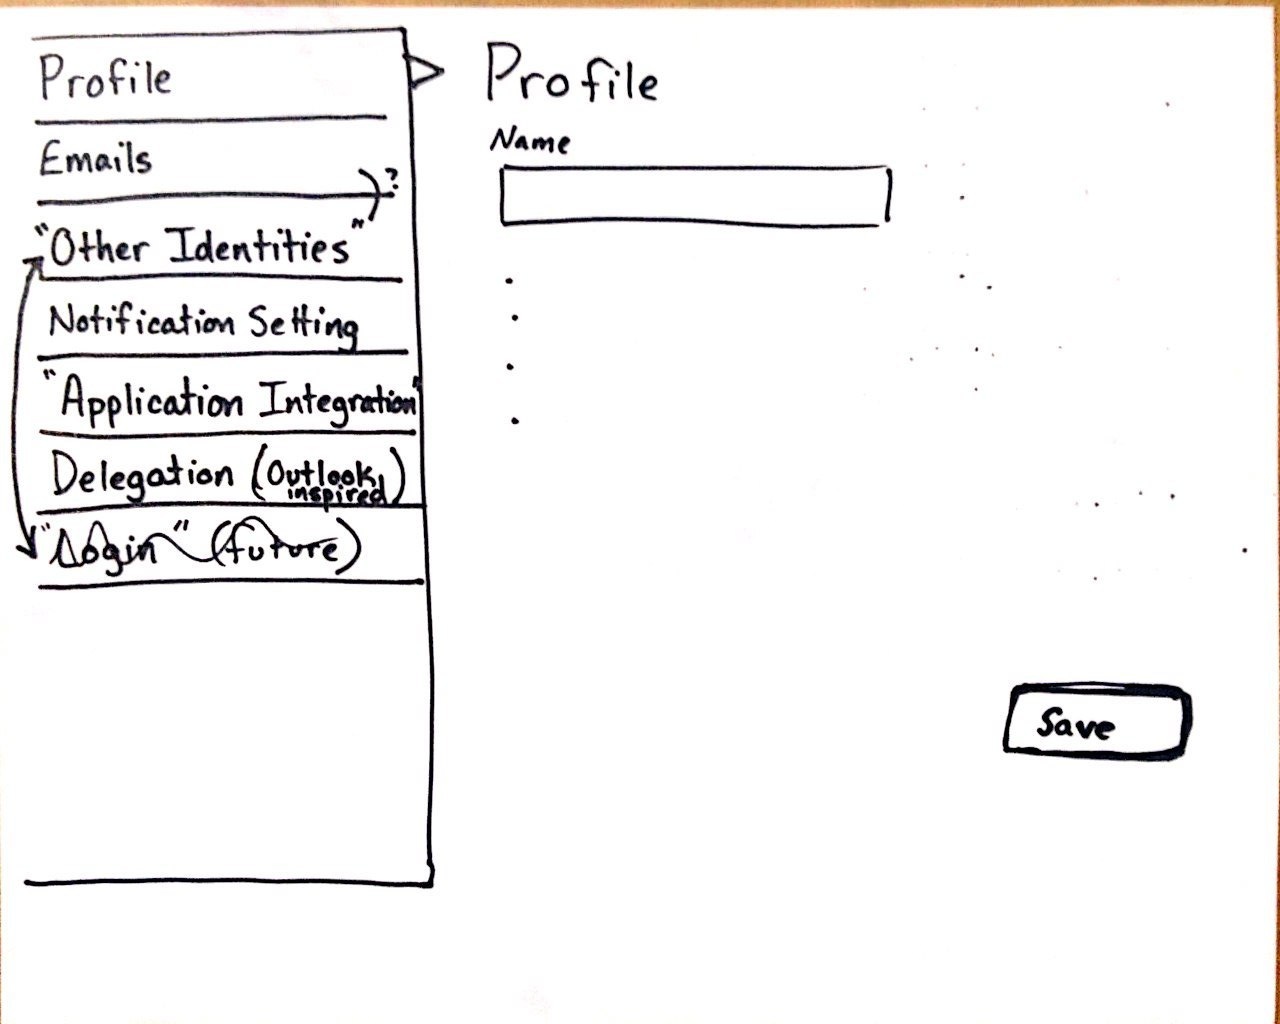 Profile
Emails
?
"Other Identities"
Notification Setting
"Application Integration"
Delegation (Outlook inspired)
"Login" (future)
Profile
Name
Save